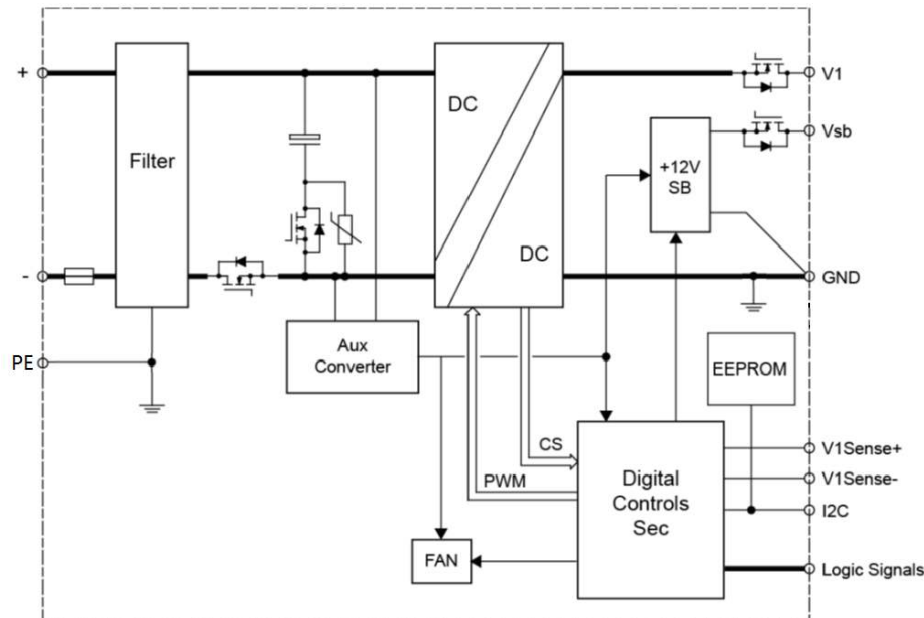 +
Filter
DC
DC
V1
Vsb
+12V
SB
-
GND
PE
Aux
Converter
EEPROM
CS
PWM
Digital
Controls
Sec
V1Sense+
V1Sense-
I2C
FAN
Logic Signals